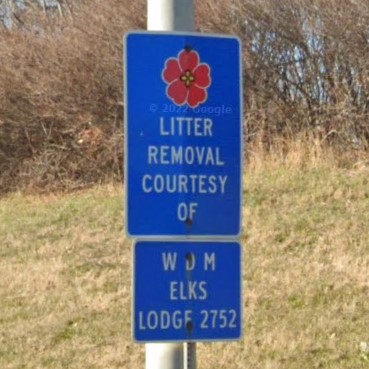 © 2022 Google
LITTER
REMOVAL
COURTESY
OF
W D M
ELKS
LODGE 2752